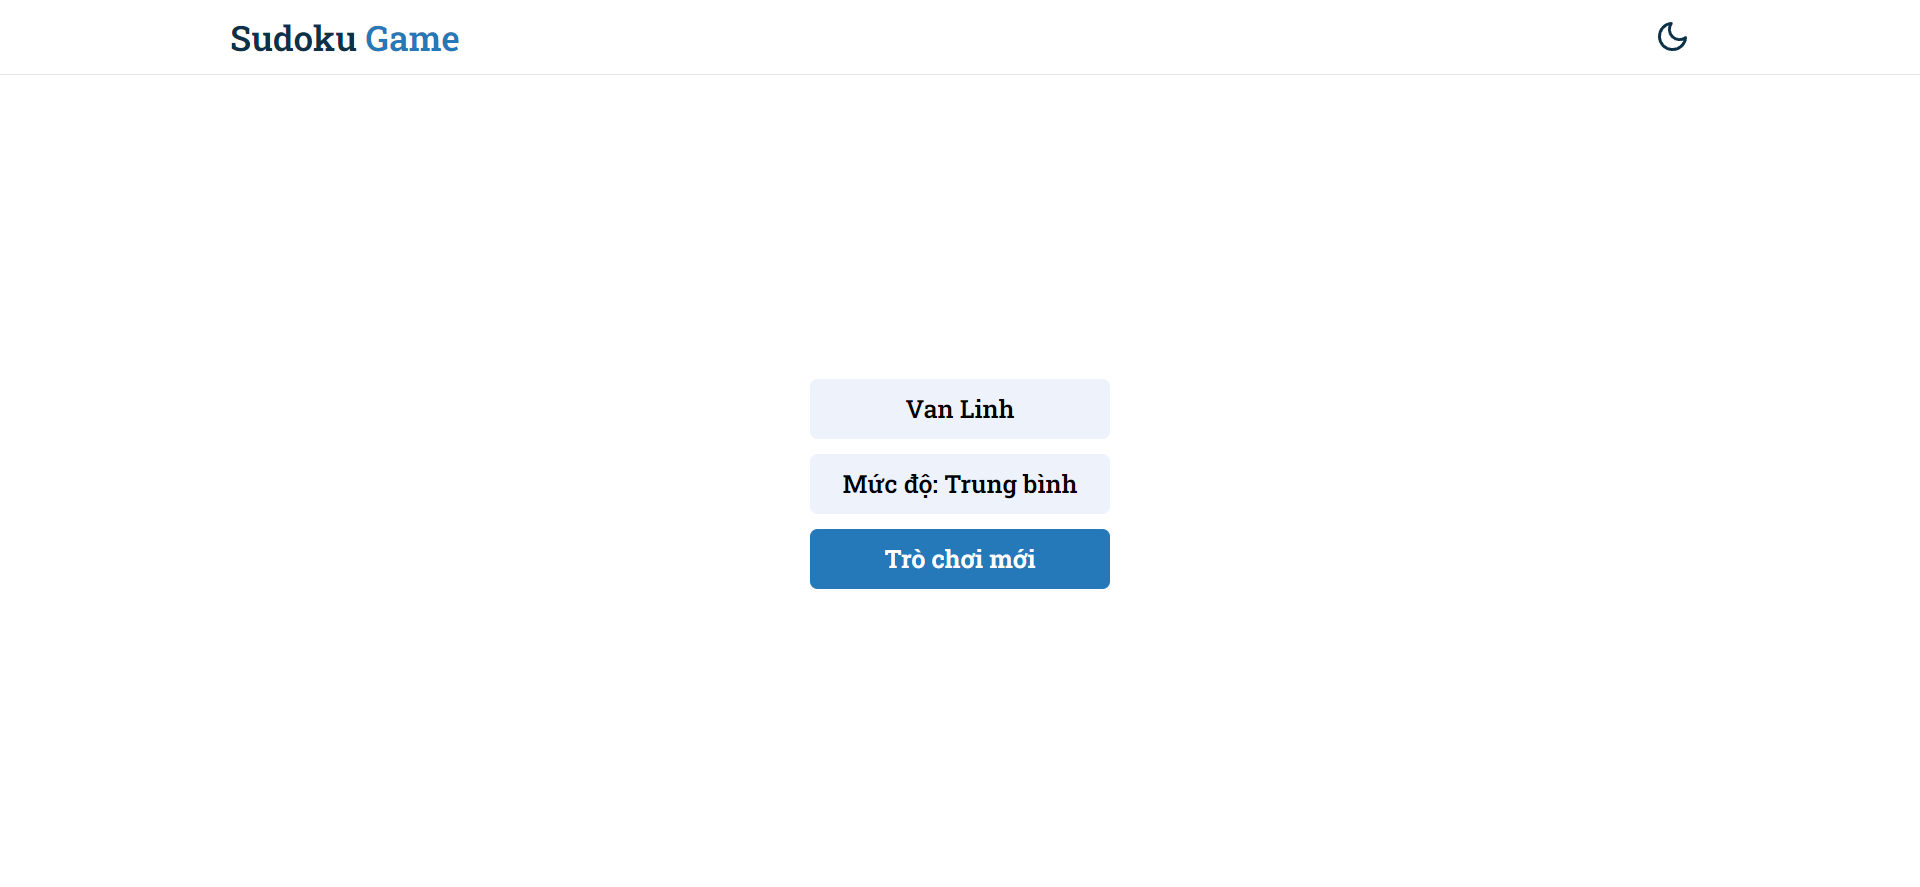 Sudoku Game
Van Linh
Mức độ: Trung bình
Trò chơi mới